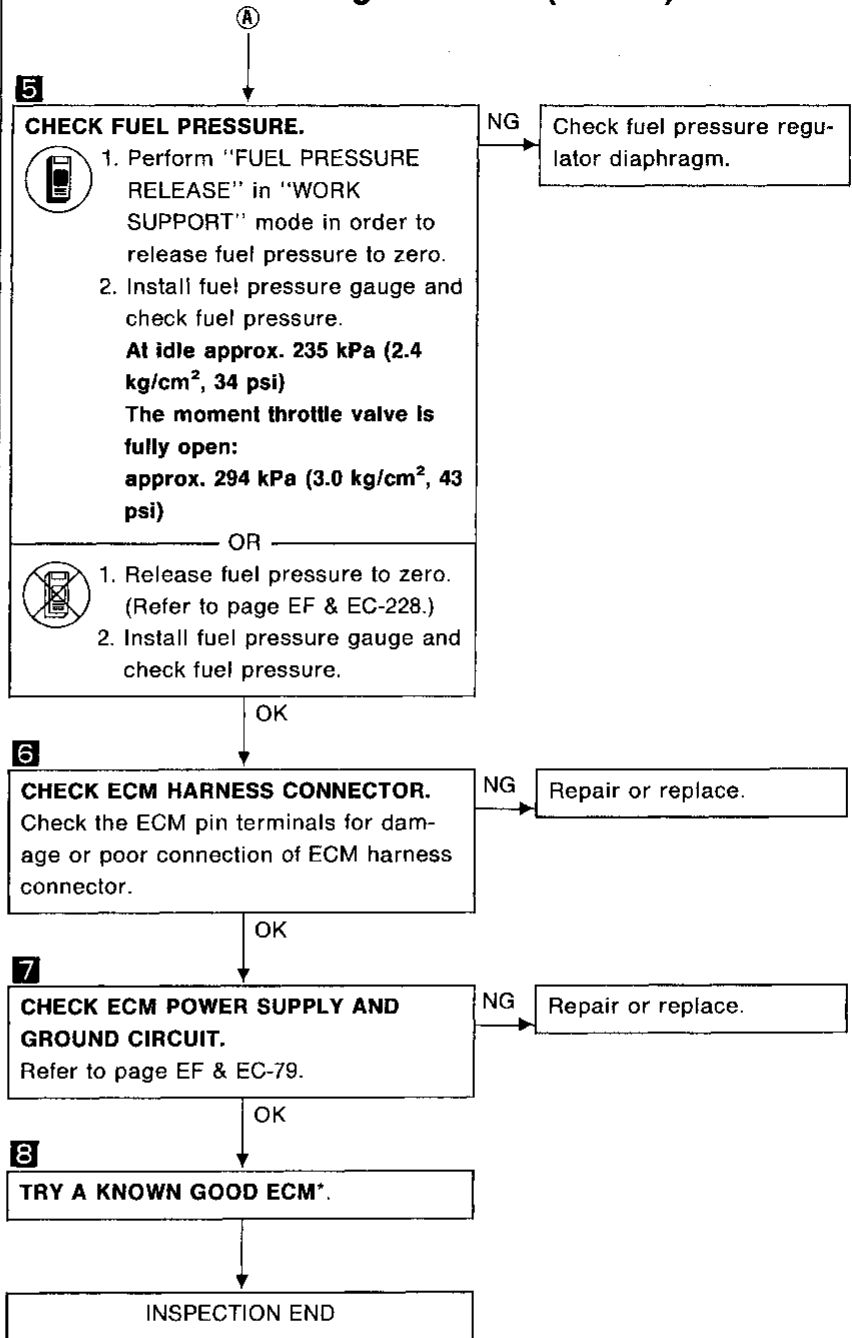 Ⓐ
5
CHECK FUEL PRESSURE.
1. Perform "FUEL PRESSURE
RELEASE" in "WORK
SUPPORT" mode in order to
release fuel pressure to zero.
2. Install fuel pressure gauge and
check fuel pressure.
At idle approx. 235 kPa (2.4
kg/cm², 34 psi)
The moment throttle valve is
fully open:
approx. 294 kPa (3.0 kg/cm², 43
psi)
OR
1. Release fuel pressure to zero.
(Refer to page EF & EC-228.)
2. Install fuel pressure gauge and
check fuel pressure.
NG
Check fuel pressure regu-
lator diaphragm.
OK
6
CHECK ECM HARNESS CONNECTOR.
Check the ECM pin terminals for dam-
age or poor connection of ECM harness
connector.
NG
Repair or replace.
OK
7
CHECK ECM POWER SUPPLY AND
GROUND CIRCUIT.
Refer to page EF & EC-79.
NG
Repair or replace.
OK
8
TRY A KNOWN GOOD ECM*.
INSPECTION END